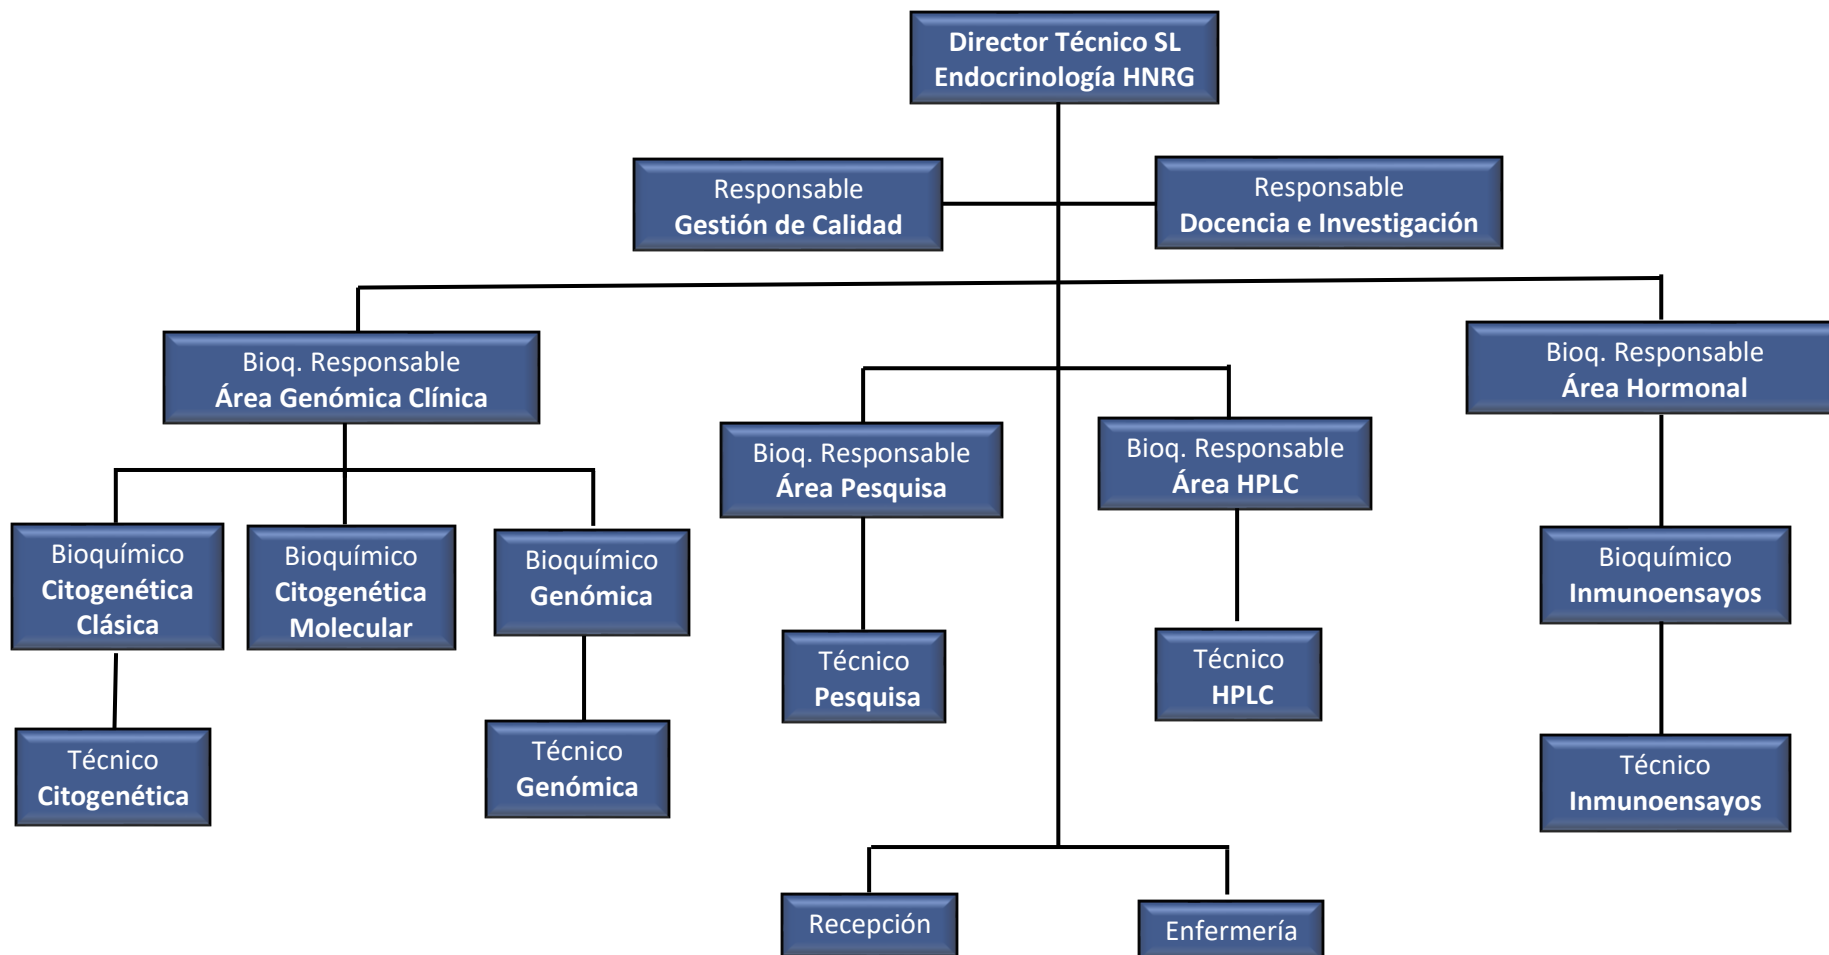 Director Técnico SL
Endocrinología HNRG
Responsable
Gestión de Calidad
Responsable
Docencia e Investigación
Bioq. Responsable
Área Genómica Clínica
Bioq. Responsable
Área Pesquisa
Bioq. Responsable
Área HPLC
Bioq. Responsable
Área Hormonal
Bioquímico
Citogenética
Clásica
Bioquímico
Citogenética
Molecular
Bioquímico
Genómica
Bioquímico
Inmunoensayos
Técnico
Pesquisa
Técnico
HPLC
Técnico
Citogenética
Técnico
Genómica
Técnico
Inmunoensayos
Recepción
Enfermería